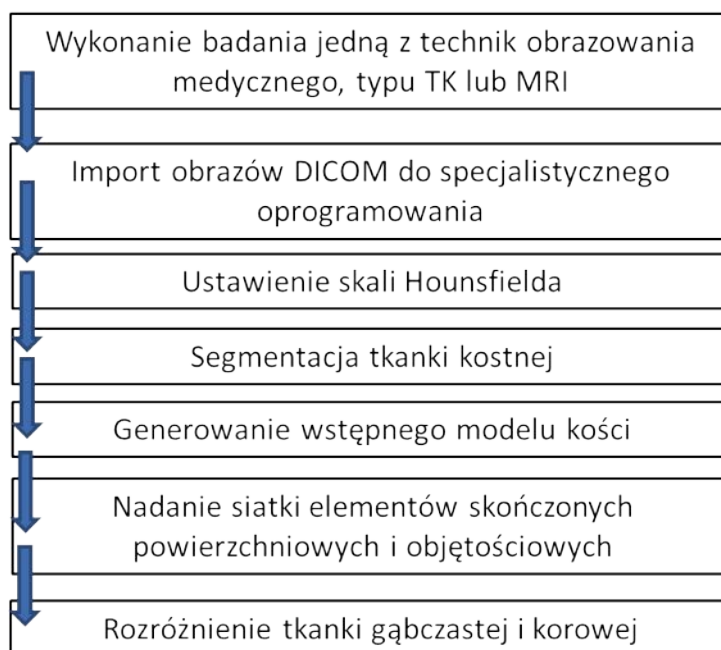 Wykonanie badania jedną z technik obrazowania
medycznego, typu TK lub MRI
Import obrazów DICOM do specjalistycznego
oprogramowania
Ustawienie skali Hounsfielda
Segmentacja tkanki kostnej
Generowanie wstępnego modelu kości
Nadanie siatki elementów skończonych
powierzchniowych i objętościowych
Rozróżnienie tkanki gąbczastej i korowej